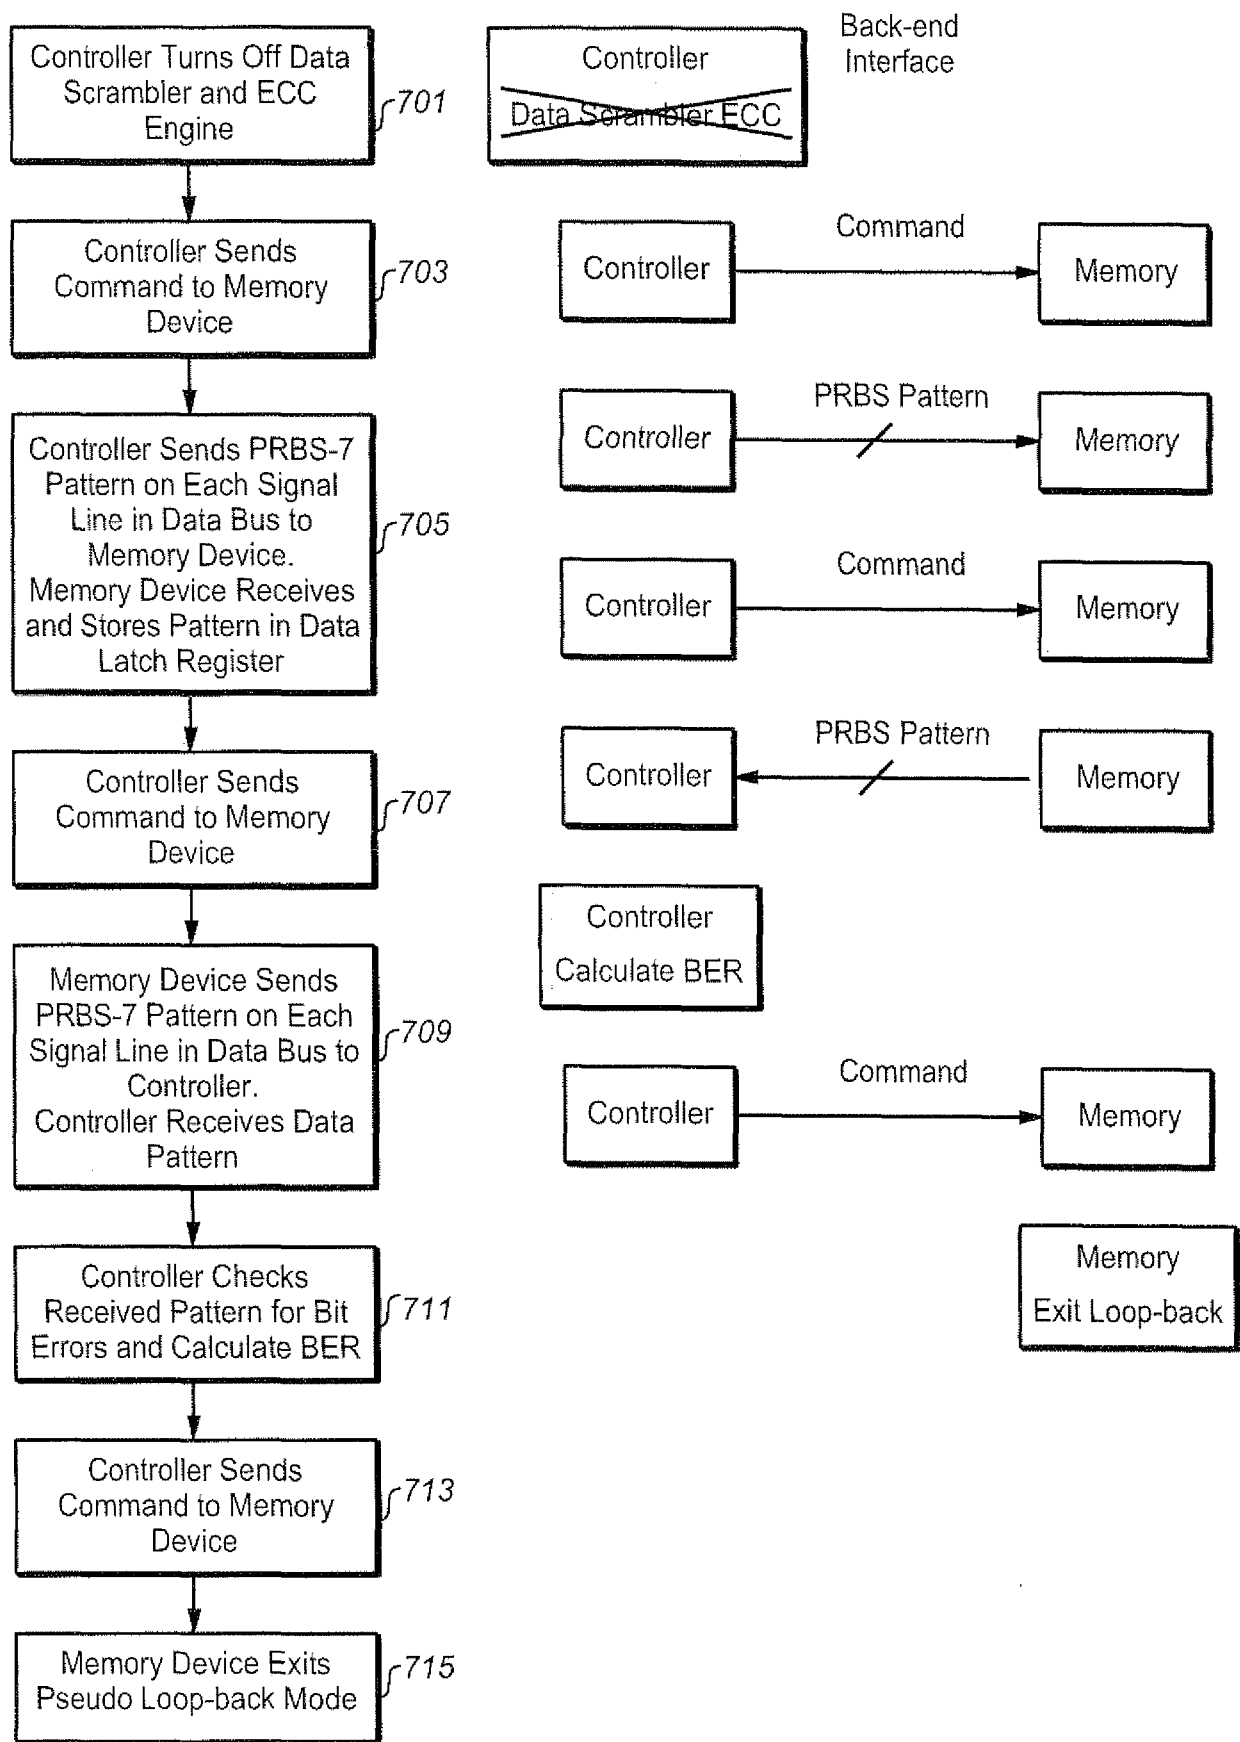 Controller Turns Off Data
Scrambler and ECC
Engine
701
Controller
Data Scrambler ECC
Back-end
Interface
Controller Sends
Command to Memory
Device
703
Controller
Command
Memory
Controller Sends PRBS-7
Pattern on Each Signal
Line in Data Bus to
Memory Device.
Memory Device Receives
and Stores Pattern in Data
Latch Register
705
Controller
PRBS Pattern
Memory
Controller
Command
Memory
Controller Sends
Command to Memory
Device
707
Controller
PRBS Pattern
Memory
Memory Device Sends
PRBS-7 Pattern on Each
Signal Line in Data Bus to
Controller.
Controller Receives Data
Pattern
709
Controller
Calculate BER
Controller
Command
Memory
Controller Checks
Received Pattern for Bit
Errors and Calculate BER
711
Memory
Exit Loop-back
Controller Sends
Command to Memory
Device
713
Memory Device Exits
Pseudo Loop-back Mode
715